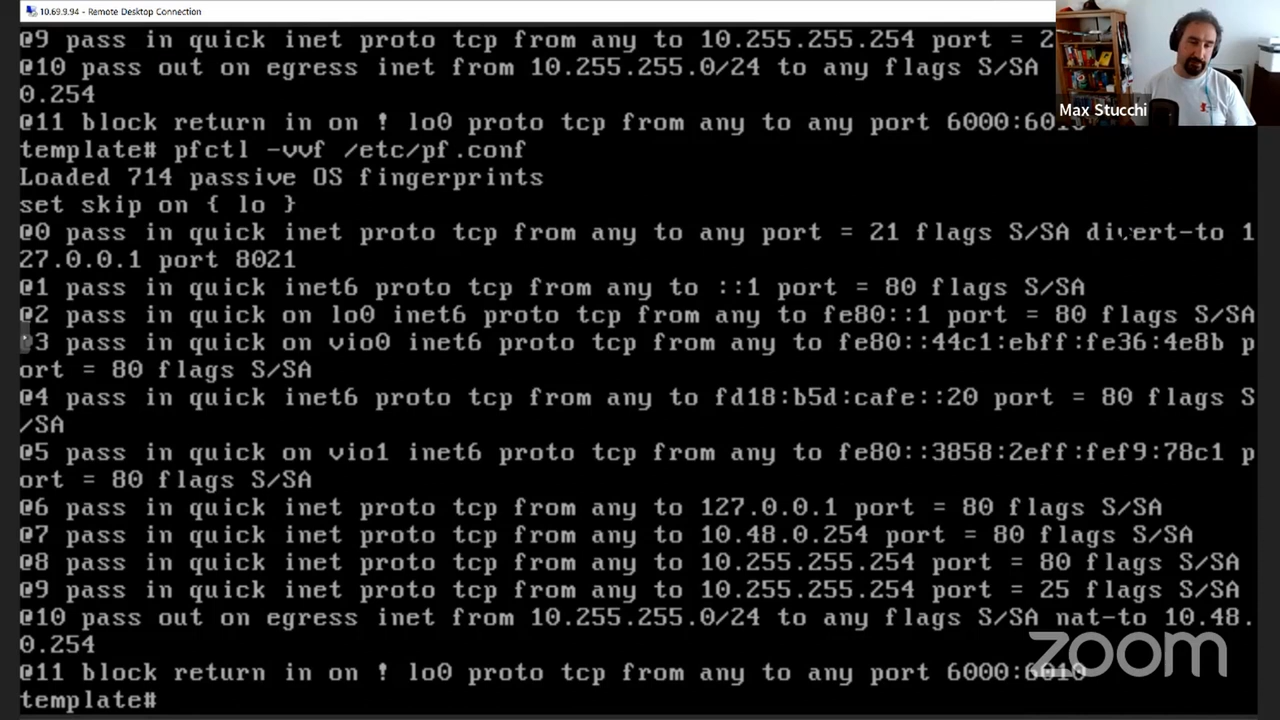 10.69.9.94 - Remote Desktop Connection
@9 pass in quick inet proto tcp from any to 10.255.255.254 port = 2
@10 pass out on egress inet from 10.255.255.0/24 to any flags S/SA
0.254
@11 block return in on ! lo0 proto tcp from any to any port 6000:6010
Max Stucchi
template# pfctl -vvf /etc/pf.conf
Loaded 714 passive OS fingerprints
set skip on { lo }
@0 pass in quick inet proto tcp from any to any port = 21 flags S/SA divert-to 1
27.0.0.1 port 8021
@1 pass in quick inet6 proto tcp from any to ::1 port = 80 flags S/SA
@2 pass in quick on lo0 inet6 proto tcp from any to fe80::1 port = 80 flags S/SA
@3 pass in quick on vio0 inet6 proto tcp from any to fe80::44c1:ebff:fe36:4e8b p
ort = 80 flags S/SA
@4 pass in quick inet6 proto tcp from any to fd18:b5d:cafe::20 port = 80 flags S
/SA
@5 pass in quick on vio1 inet6 proto tcp from any to fe80::3858:2eff:fef9:78c1 p
ort = 80 flags S/SA
@6 pass in quick inet proto tcp from any to 127.0.0.1 port = 80 flags S/SA
@7 pass in quick inet proto tcp from any to 10.48.0.254 port = 80 flags S/SA
@8 pass in quick inet proto tcp from any to 10.255.255.254 port = 80 flags S/SA
@9 pass in quick inet proto tcp from any to 10.255.255.254 port = 25 flags S/SA
@10 pass out on egress inet from 10.255.255.0/24 to any flags S/SA nat-to 10.48.
0.254
@11 block return in on ! lo0 proto tcp from any to any port 6000:6010
template#
zoom